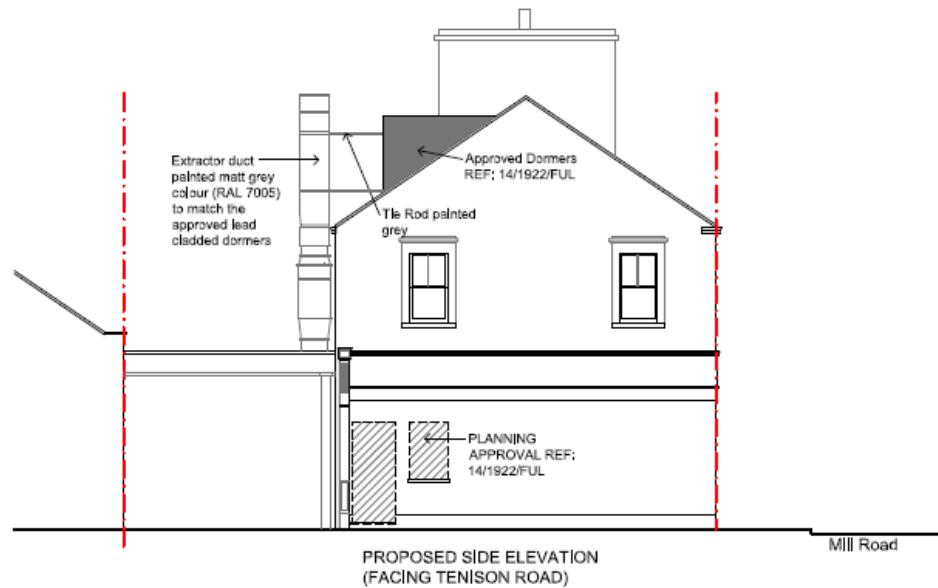 Extractor duct
painted matt grey
colour (RAL 7005)
to match the
approved lead
cladded dormers
Approved Dormers
REF: 14/1922/FUL
Tie Rod painted
grey
PLANNING
APPROVAL REF:
14/1922/FUL
Mill Road
PROPOSED SIDE ELEVATION
(FACING TENISON ROAD)